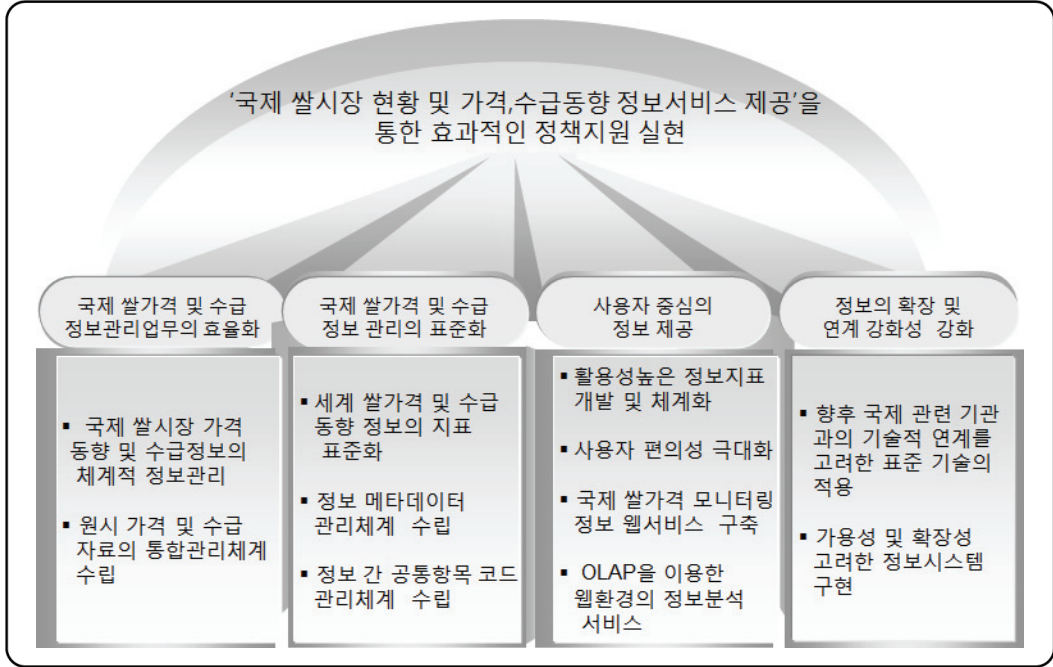 '국제 쌀시장 현황 및 가격,수급동향 정보서비스 제공'을
통한 효과적인 정책지원 실현
국제 쌀가격 및 수급
정보관리업무의 효율화
▪ 국제 쌀시장 가격
동향 및 수급정보의
체계적 정보관리
▪ 원시 가격 및 수급
자료의 통합관리체계
수립
국제 쌀가격 및 수급
정보 관리의 표준화
▪ 세계 쌀가격 및 수급
동향 정보의 지표
표준화
▪ 정보 메타데이터
관리체계 수립
▪ 정보 간 공통항목 코드
관리체계 수립
사용자 중심의
정보 제공
▪ 활용성높은 정보지표
개발 및 체계화
▪ 사용자 편의성 극대화
▪ 국제 쌀가격 모니터링
정보 웹서비스 구축
▪ OLAP을 이용한
웹환경의 정보분석
서비스
정보의 확장 및
연계 강화성 강화
▪ 향후 국제 관련 기관
과의 기술적 연계를
고려한 표준 기술의
적용
▪ 가용성 및 확장성
고려한 정보시스템
구현